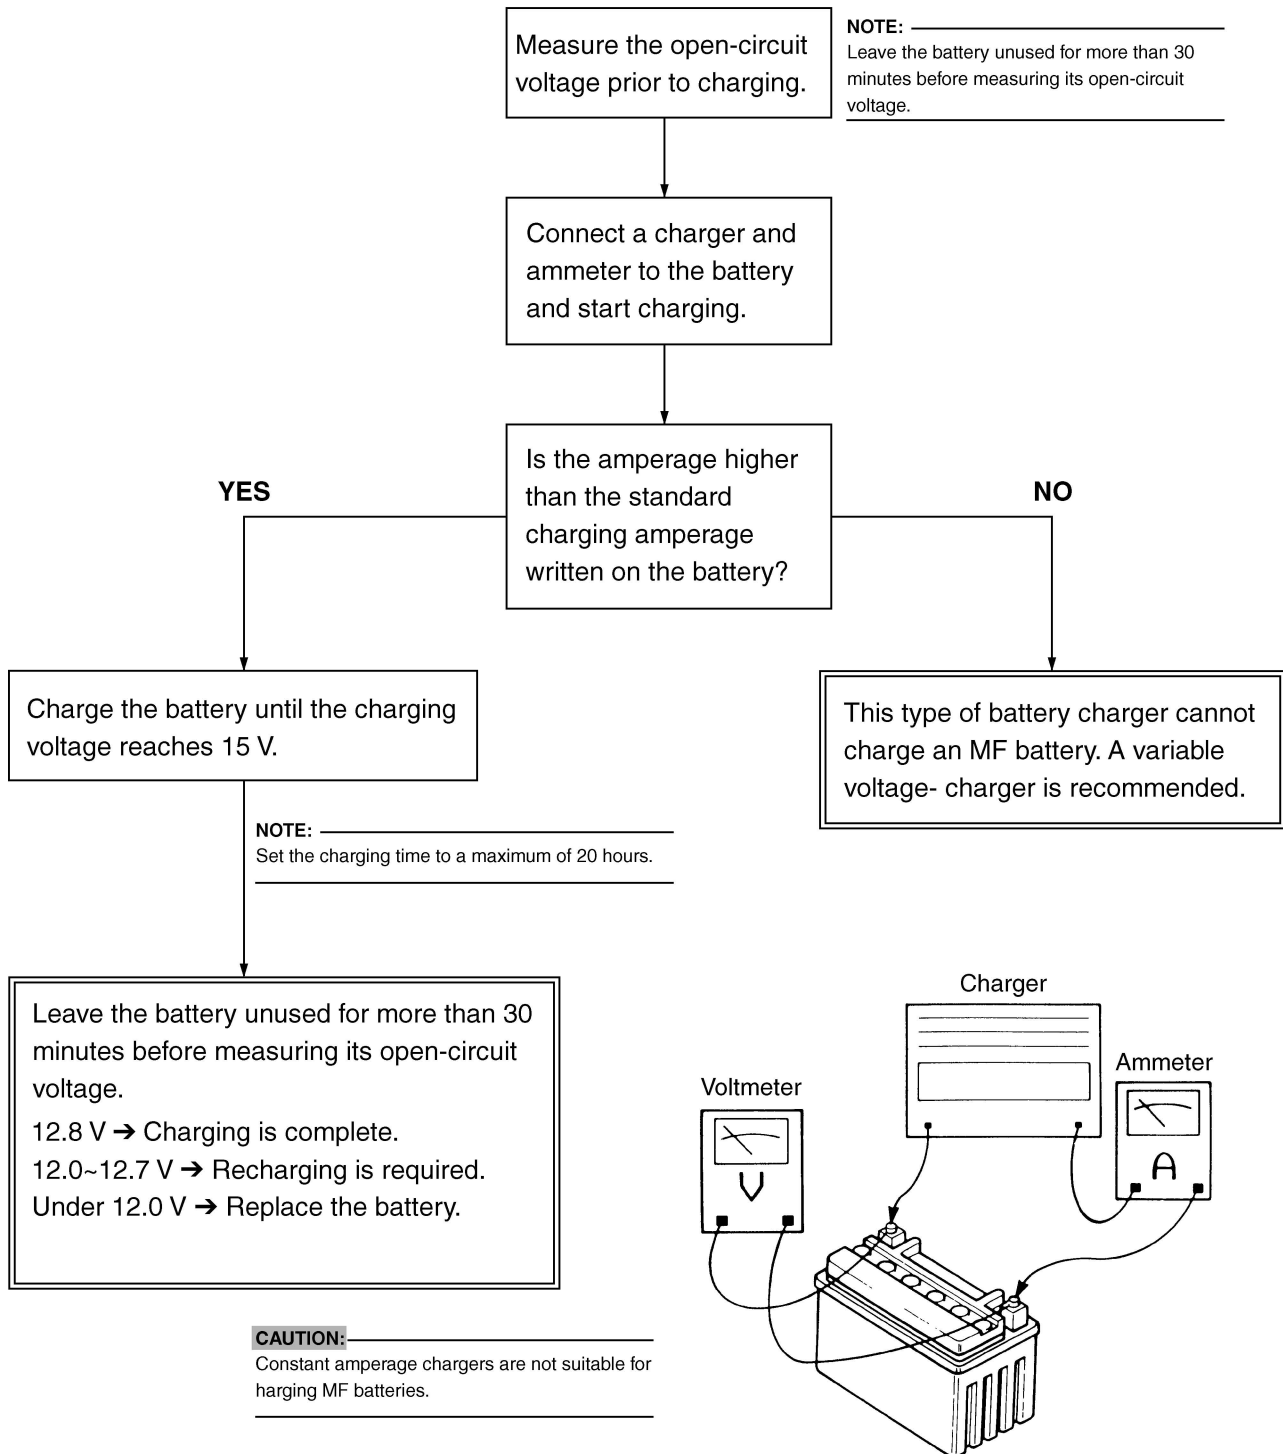 Measure the open-circuit
voltage prior to charging.
NOTE:
Leave the battery unused for more than 30
minutes before measuring its open-circuit
voltage.
Connect a charger and
ammeter to the battery
and start charging.
Is the amperage higher
than the standard
charging amperage
written on the battery?
YES
NO
Charge the battery until the charging
voltage reaches 15 V.
This type of battery charger cannot
charge an MF battery. A variable
voltage- charger is recommended.
NOTE:
Set the charging time to a maximum of 20 hours.
Leave the battery unused for more than 30
minutes before measuring its open-circuit
voltage.
12.8 V ➔ Charging is complete.
12.0~12.7 V ➔ Recharging is required.
Under 12.0 V ➔ Replace the battery.
Charger
Ammeter
Voltmeter
V
A
CAUTION:
Constant amperage chargers are not suitable for
harging MF batteries.